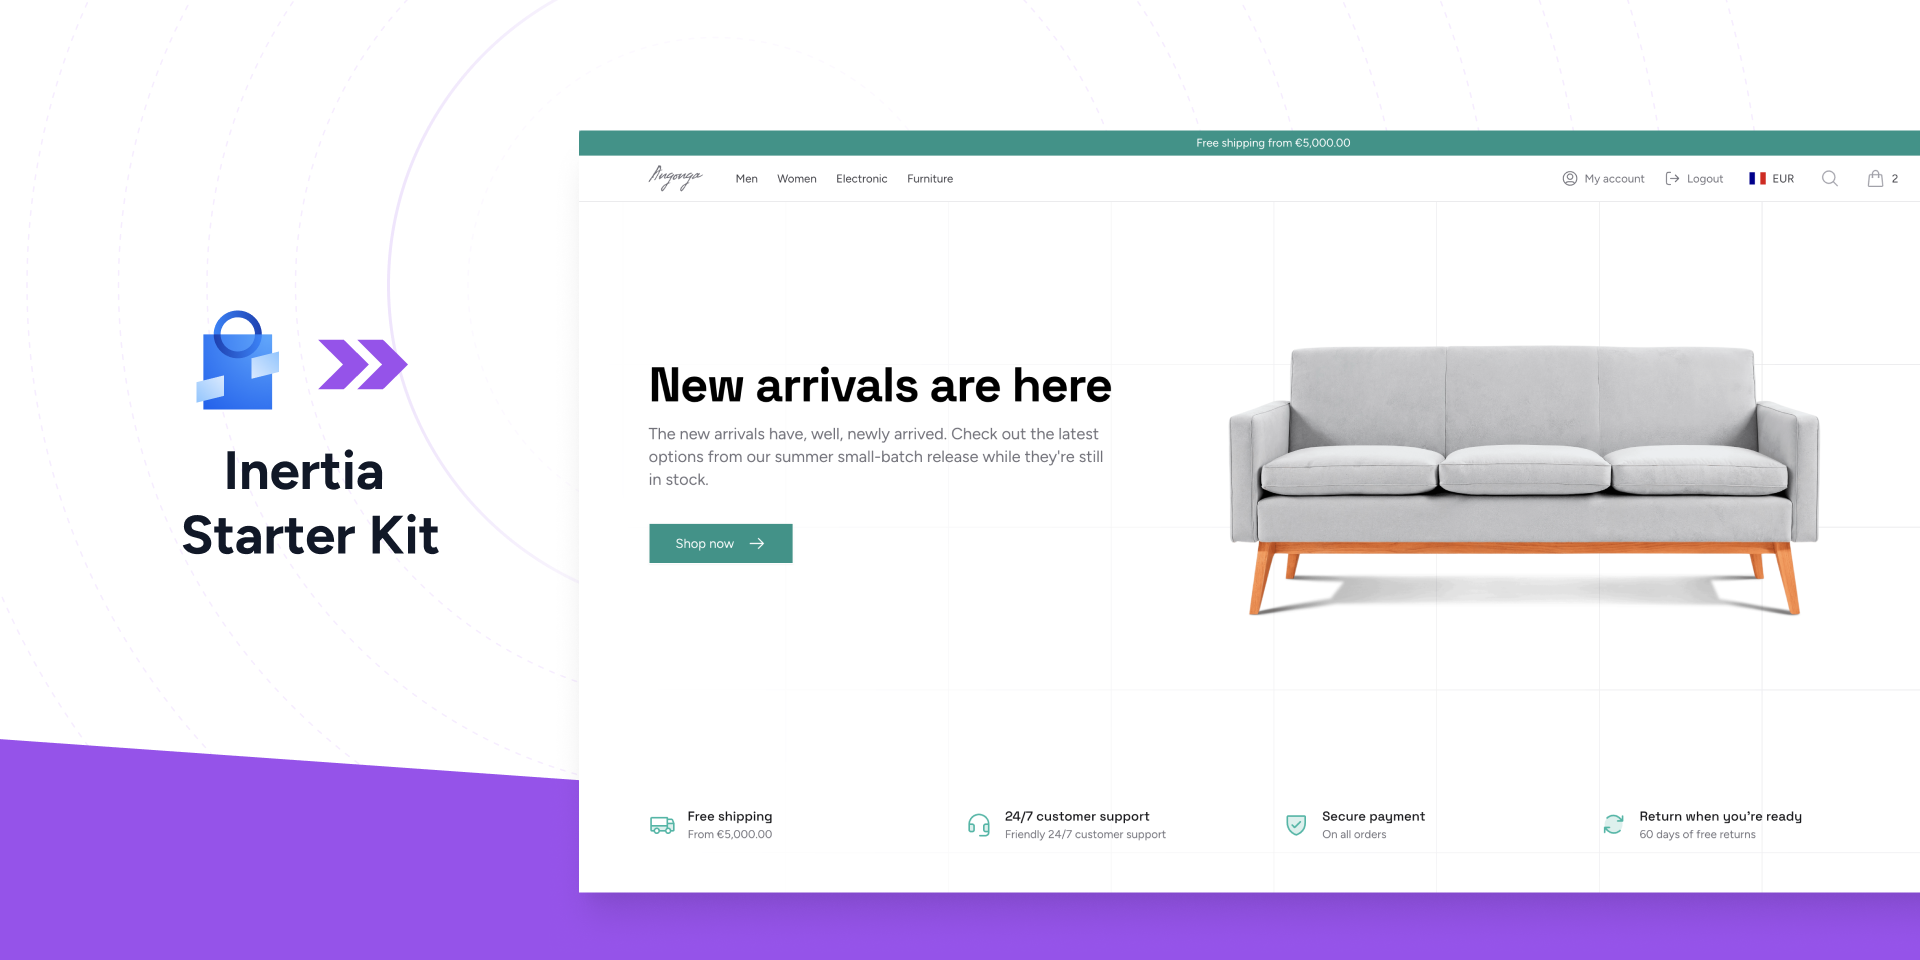 Free shipping from €5,000.00
Angonga
Men Women Electronic Furniture
My account Logout EUR 2
Inertia
Starter Kit
New arrivals are here
The new arrivals have, well, newly arrived. Check out the latest
options from our summer small-batch release while they're still
in stock.
Shop now
Free shipping
From €5,000.00
24/7 customer support
Friendly 24/7 customer support
Secure payment
On all orders
Return when you’re ready
60 days of free returns